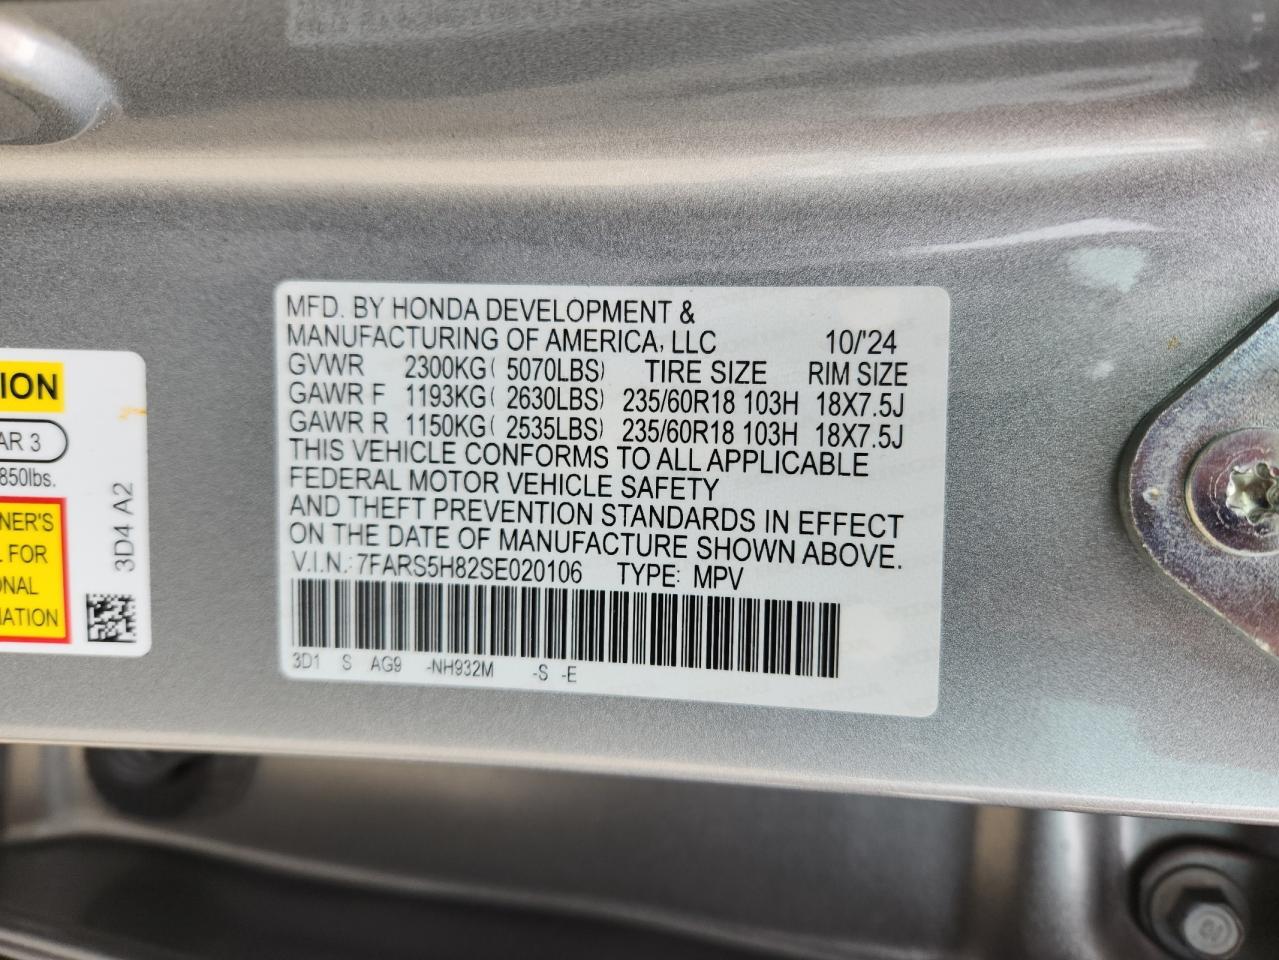 MFD. BY HONDA DEVELOPMENT &
MANUFACTURING OF AMERICA, LLC 10/'24
GVWR 2300KG( 5070LBS) TIRE SIZE RIM SIZE
GAWR F 1193KG( 2630LBS) 235/60R18 103H 18X7.5J
GAWR R 1150KG( 2535LBS) 235/60R18 103H 18X7.5J
THIS VEHICLE CONFORMS TO ALL APPLICABLE
FEDERAL MOTOR VEHICLE SAFETY
AND THEFT PREVENTION STANDARDS IN EFFECT
ON THE DATE OF MANUFACTURE SHOWN ABOVE.
V.I.N.: 7FARS5H82SE020106 TYPE: MPV
3D1 S AG9 -NH932M -S -E
TION
AR 3
850lbs.
NER'S
L FOR
ONAL
MATION
3D4 A2